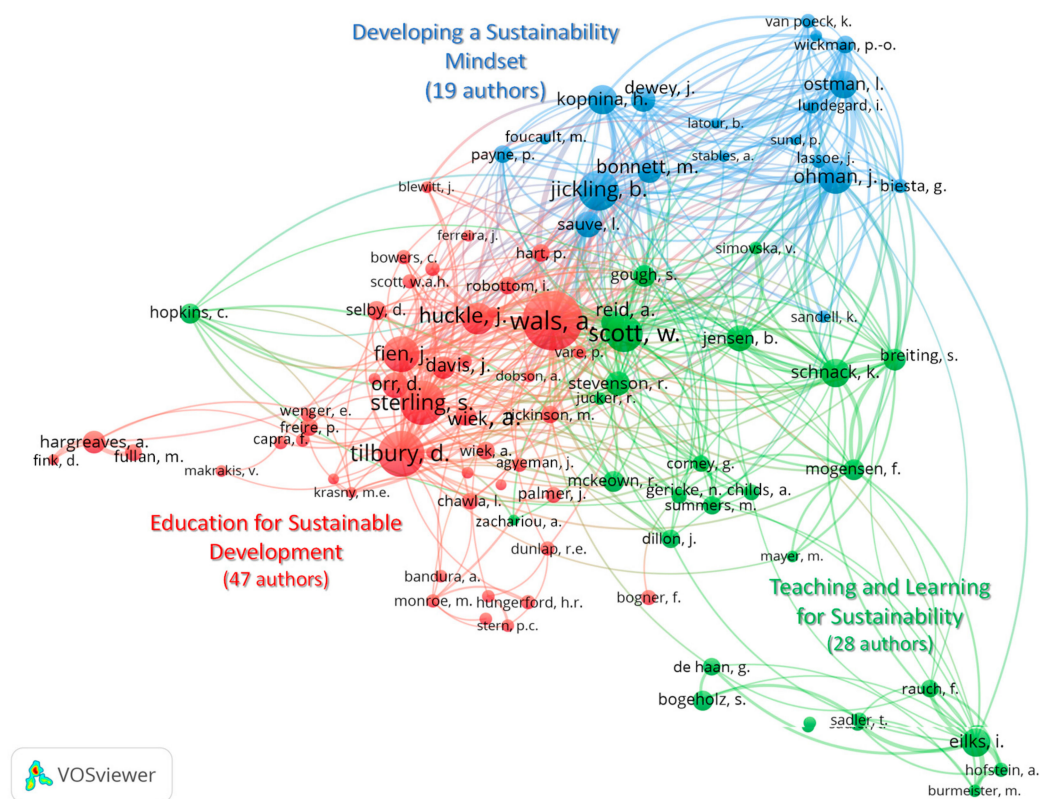 van poeck, k.
Developing a Sustainability
Mindset
(19 authors)
wickman, p.-o.
dewey, j.
ostman, l.
kopnina, h.
lundegard, i.
latour, b.
foucault, m.
sund, p.
payne, p.
stables, a.
lassoe, j.
bonnett, m.
ohman, j.
blewitt, j.
jickling, b.
biesta, g.
sauve, l.
ferreira, j.
simovska, v.
bowers, c.
hart, p.
scott, w.a.h.
robottom, i.
gough, s.
hopkins, c.
selby, d.
huckle, j.
wals, a.
reid, a.
scott, w.
sandell, k.
jensen, b.
fien, j.
davis, j.
vare, p.
breiting, s.
schnack, k.
orr, d.
dobson, a.
stevenson, r.
jucker, r.
sterling, s.
wiek, a.
dickinson, m.
wenger, e.
freire, p.
capra, f.
hargreaves, a.
fink, d.
fullan, m.
makrakis, v.
tilbury, d.
wiek, a.
agyeman, j.
corney, g.
mogensen, f.
krasny, m.e.
chawla, l.
palmer, j.
mckeown, r.
gericke, n.
childs, a.
summers, m.
zachariou, a.
Education for Sustainable
Development
(47 authors)
dillon, j.
dunlap, r.e.
mayer, m.
bandura, a.
monroe, m.
hungerford, h.r.
stern, p.c.
bogner, f.
Teaching and Learning
for Sustainability
(28 authors)
de haan, g.
bogeholz, s.
rauch, f.
sadler, t.
eilks, i.
hofstein, a.
burmeister, m.
VOSviewer